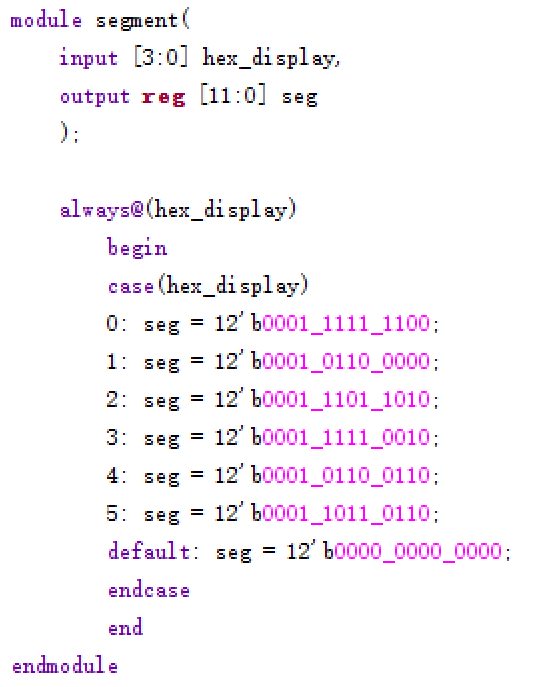 module segment(
input [3:0] hex_display,
output reg [11:0] seg
);
always@(hex_display)
begin
case(hex_display)
0: seg = 12'b0001_1111_1100;
1: seg = 12'b0001_0110_0000;
2: seg = 12'b0001_1101_1010;
3: seg = 12'b0001_1111_0010;
4: seg = 12'b0001_0110_0110;
5: seg = 12'b0001_1011_0110;
default: seg = 12'b0000_0000_0000;
endcase
end
endmodule